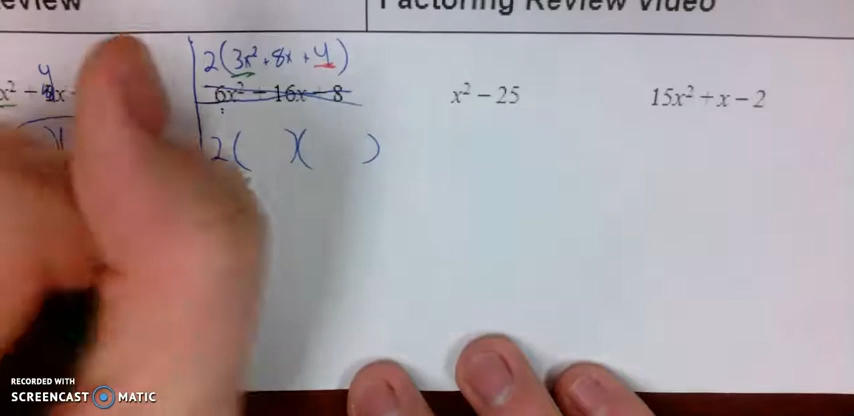 Factoring Review Video
2(3x² + 8x + 4)
x²
6x² + 16x + 8
x² − 25
15x² + x − 2
2(    )(    )
RECORDED WITH
SCREENCAST MATIC